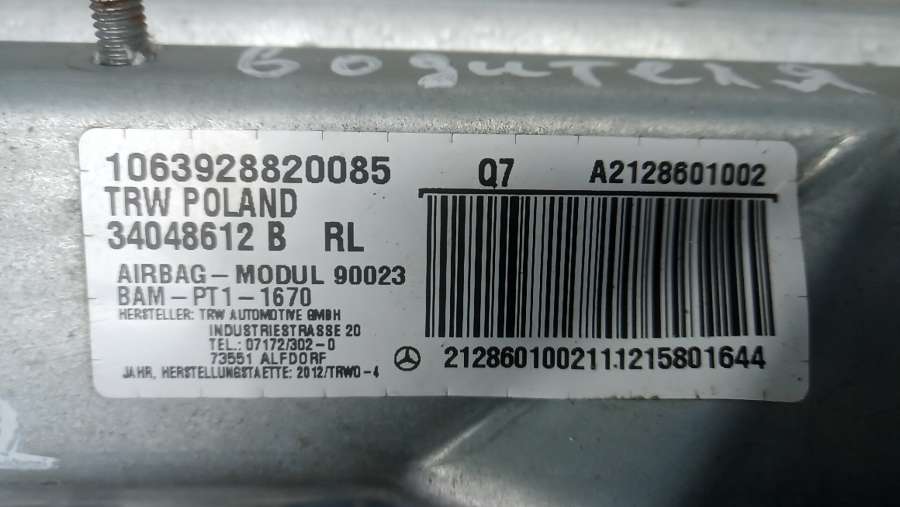 водителя
1063928820085
TRW POLAND
34048612 B RL
AIRBAG-MODUL 90023
BAM-PT1-1670
HERSTELLER: TRW AUTOMOTIVE GMBH
INDUSTRIESTRASSE 20
TEL.: 07172/302-0
73551 ALFDORF
JAHR, HERSTELLUNGSTAETTE: 2012/TRWD-4
Q7 A2128601002
2128601002111215801644